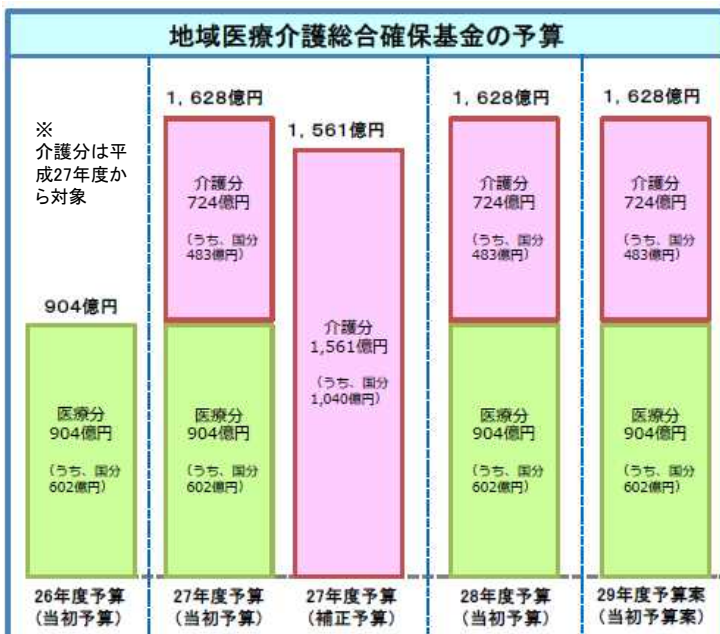 地域医療介護総合確保基金の予算
※
介護分は平
成27年度か
ら対象
904億円
医療分
904億円
(うち、国分
602億円)
26年度予算
(当初予算)
1,628億円
介護分
724億円
(うち、国分
483億円)
医療分
904億円
(うち、国分
602億円)
27年度予算
(当初予算)
1,561億円
介護分
1,561億円
(うち、国分
1,040億円)
27年度予算
(補正予算)
1,628億円
介護分
724億円
(うち、国分
483億円)
医療分
904億円
(うち、国分
602億円)
28年度予算
(当初予算)
1,628億円
介護分
724億円
(うち、国分
483億円)
医療分
904億円
(うち、国分
602億円)
29年度予算案
(当初予算案)